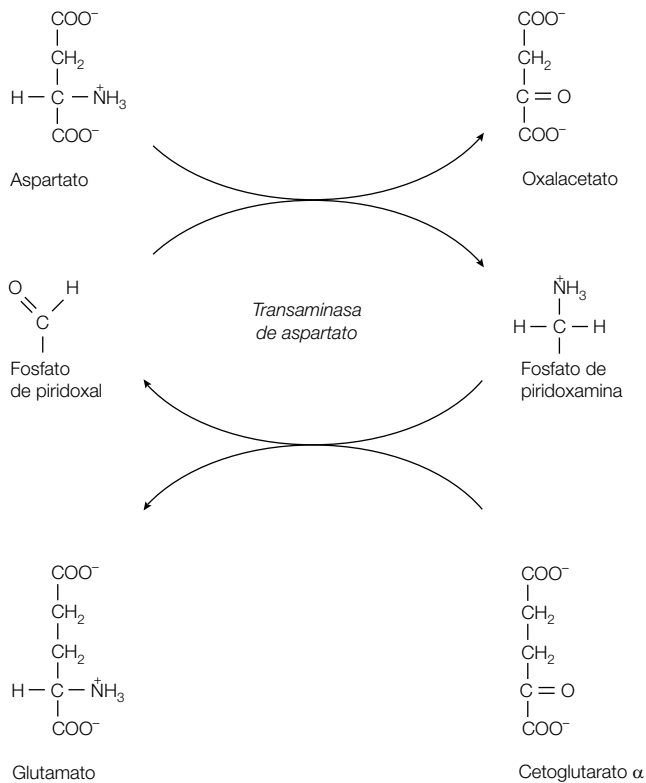 COO⁻
CH₂
H – C – N⁺H₃
COO⁻
Aspartato
COO⁻
CH₂
C = O
COO⁻
Oxalacetato
O H
C
Fosfato
de piridoxal
Transaminasa
de aspartato
N⁺H₃
H – C – H
Fosfato de
piridoxamina
COO⁻
CH₂
CH₂
H – C – N⁺H₃
COO⁻
Glutamato
COO⁻
CH₂
CH₂
C = O
COO⁻
Cetoglutarato α